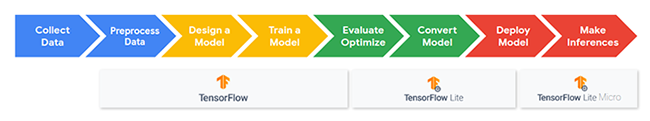 Collect
Data
Preprocess
Data
Design a
Model
Train a
Model
Evaluate
Optimize
Convert
Model
Deploy
Model
Make
Inferences
TensorFlow
TensorFlow Lite
TensorFlow Lite Micro